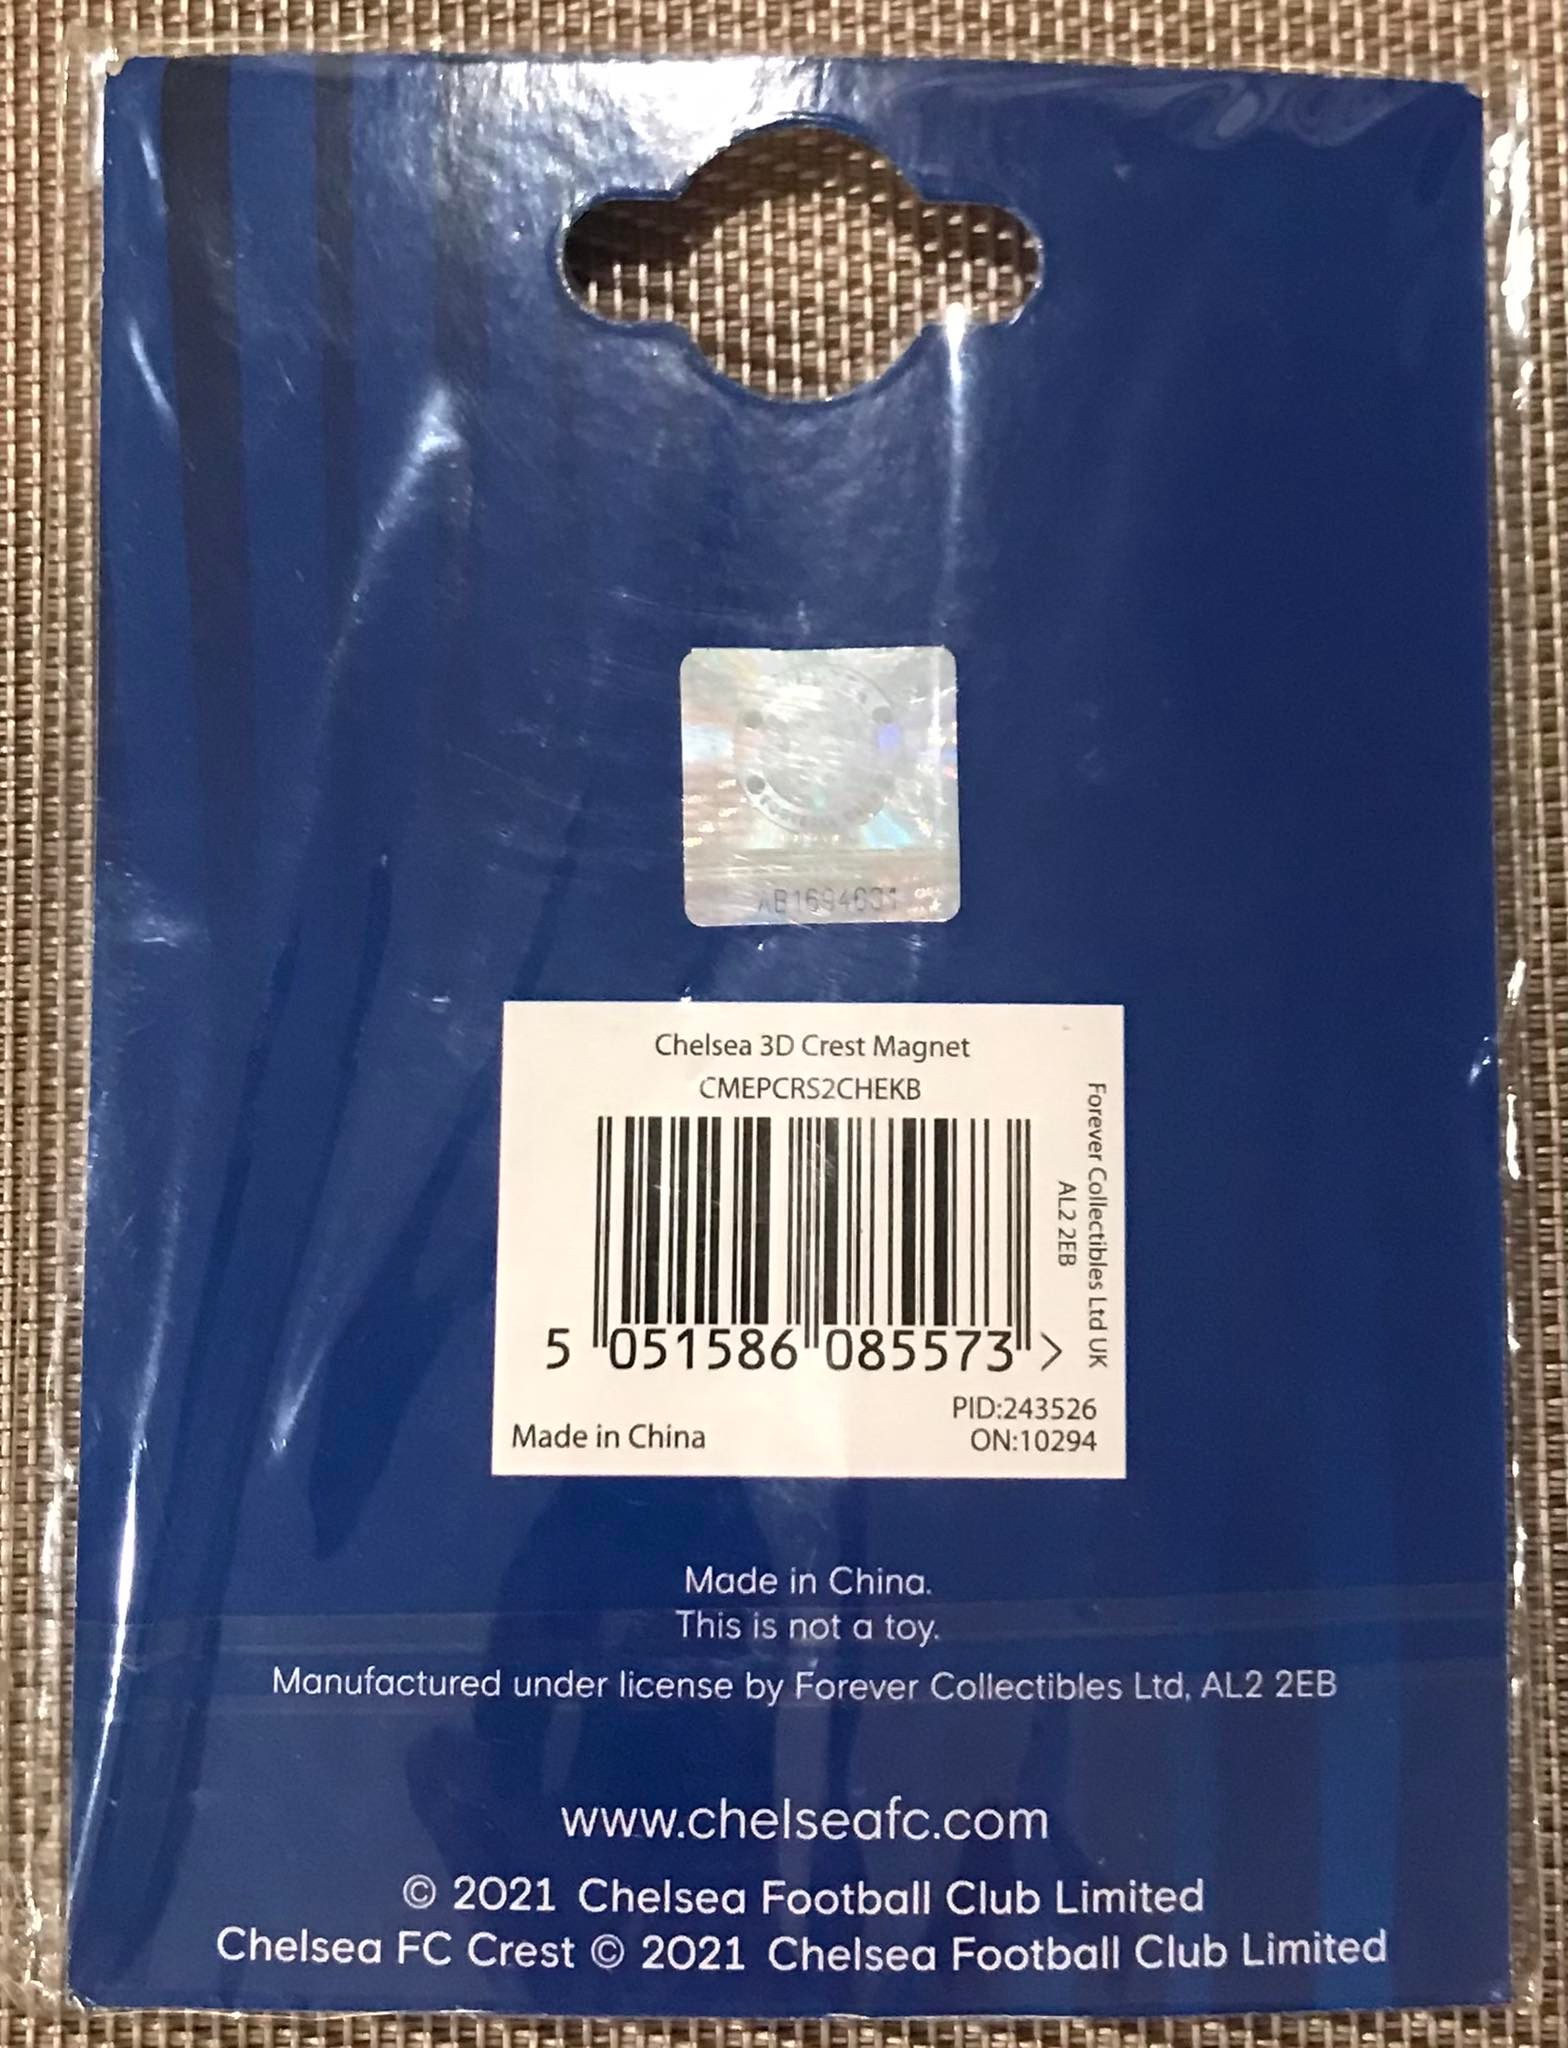 Chelsea 3D Crest Magnet
CMEPCRS2CHEKB
5 051586 085573 >
Forever Collectibles Ltd UK
AL2 2EB
PID:243526
ON:10294
Made in China
Made in China.
This is not a toy.
Manufactured under license by Forever Collectibles Ltd, AL2 2EB
www.chelseafc.com
© 2021 Chelsea Football Club Limited
Chelsea FC Crest © 2021 Chelsea Football Club Limited